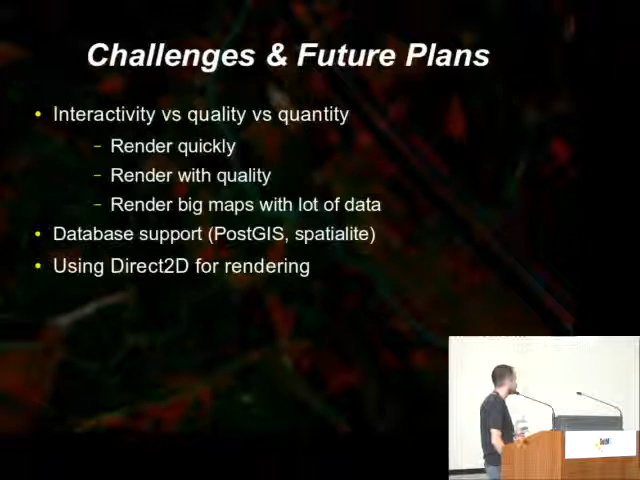 Challenges & Future Plans
Interactivity vs quality vs quantity
Render quickly
Render with quality
Render big maps with lot of data
Database support (PostGIS, spatialite)
Using Direct2D for rendering